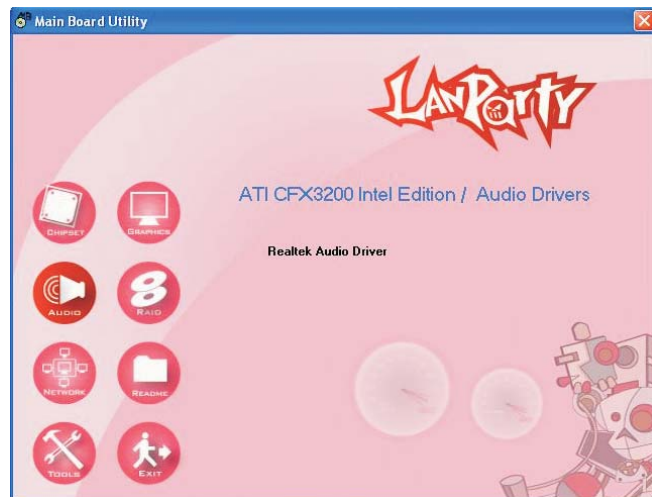 Main Board Utility
LANPARTY
ATI CFX3200 Intel Edition / Audio Drivers
Realtek Audio Driver
CHIPSET
GRAPHICS
AUDIO
RAID
NETWORK
README
TOOLS
EXIT